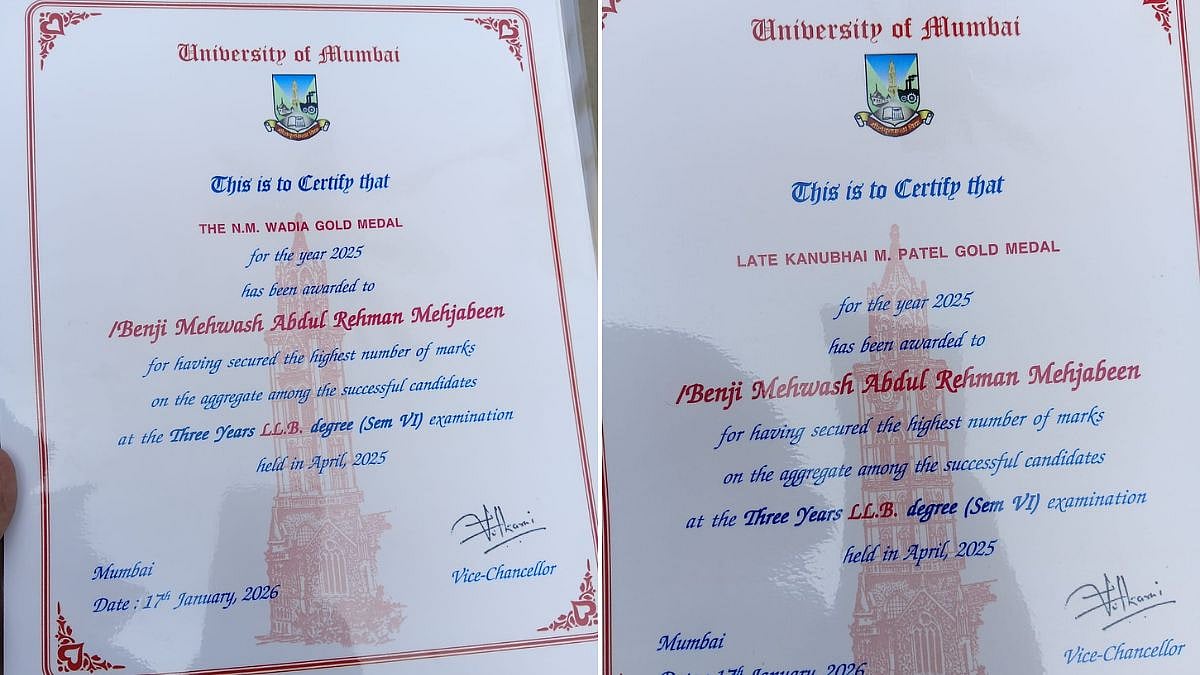 University of Mumbai
This is to Certify that
THE N.M. WADIA GOLD MEDAL
for the year 2025
has been awarded to
/Benji Mehwash Abdul Rehman Mehjabeen
for having secured the highest number of marks
on the aggregate among the successful candidates
at the Three Years LL.B. degree (Sem VI) examination
held in April, 2025
Mumbai
Date : 17th January, 2026
Vice-Chancellor
University of Mumbai
This is to Certify that
LATE KANUBHAI M. PATEL GOLD MEDAL
for the year 2025
has been awarded to
/Benji Mehwash Abdul Rehman Mehjabeen
for having secured the highest number of marks
on the aggregate among the successful candidates
at the Three Years LL.B. degree (Sem VI) examination
held in April, 2025
Mumbai
Date : 17th January, 2026
Vice-Chancellor